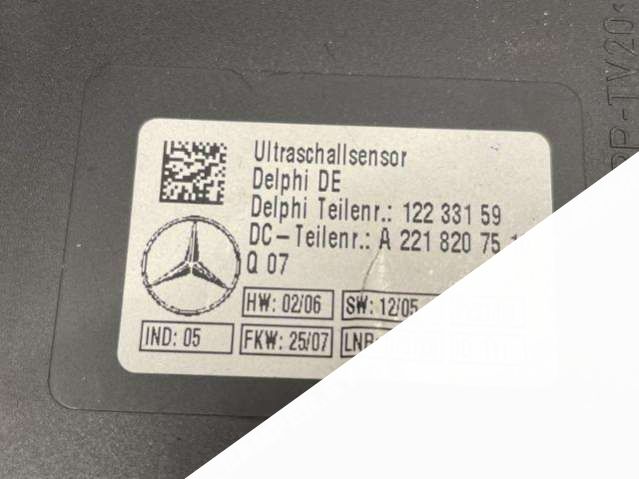 Ultraschallsensor
Delphi DE
Delphi Teilenr.: 122 331 59
DC-Teilenr.: A 221 820 75
Q 07
HW: 02/06 SW: 12/05
IND: 05 FKW: 25/07 LNR